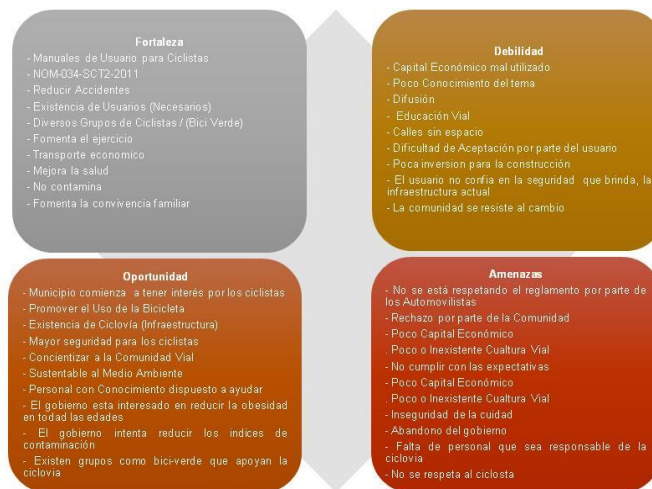 Fortaleza
- Manuales de Usuario para Ciclistas
- NOM-034-SCT2-2011
- Reducir Accidentes
- Existencia de Usuarios (Necesarios)
- Diversos Grupos de Ciclistas / (Bici Verde)
- Fomenta el ejercicio
- Transporte economico
- Mejora la salud
- No contamina
- Fomenta la convivencia familiar
Debilidad
- Capital Económico mal utilizado
- Poco Conocimiento del tema
- Difusión
- Educación Vial
- Calles sin espacio
- Dificultad de Aceptación por parte del usuario
- Poca inversion para la construcción
- El usuario no confia en la seguridad que brinda, la
infraestructura actual
- La comunidad se resiste al cambio
Oportunidad
- Municipio comienza a tener interés por los ciclistas
- Promover el Uso de la Bicicleta
- Existencia de Ciclovía (Infraestructura)
- Mayor seguridad para los ciclistas
- Concientizar a la Comunidad Vial
- Sustentable al Medio Ambiente
- Personal con Conocimiento dispuesto a ayudar
- El gobierno esta interesado en reducir la obesidad
en todad las edades
- El gobierno intenta reducir los indices de
contaminación
- Existen grupos como bici-verde que apoyan la
ciclovia
Amenazas
- No se está respetando el reglamento por parte de
los Automovilistas
- Rechazo por parte de la Comunidad
- Poco Capital Económico
. Poco o Inexistente Cualtura Vial
- No cumplir con las expectativas
- Poco Capital Económico
. Poco o Inexistente Cualtura Vial
- Inseguridad de la cuidad
- Abandono del gobierno
- Falta de personal que sea responsable de la
ciclovia
- No se respeta al ciclosta